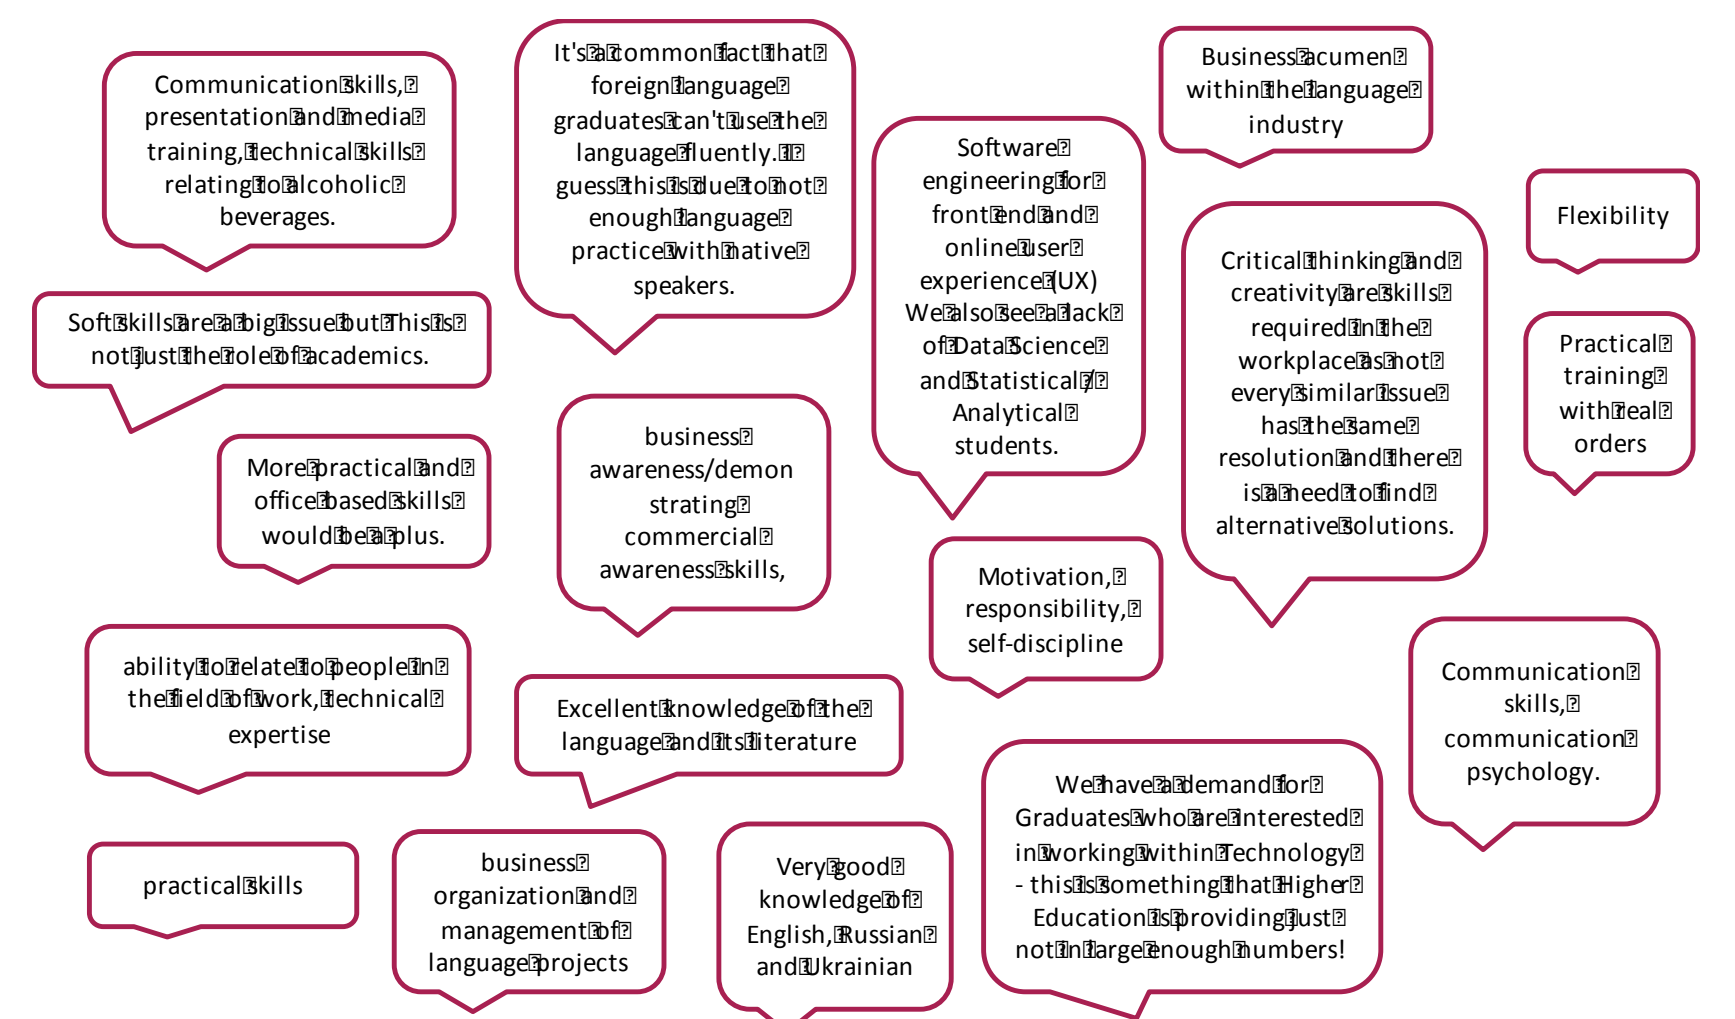 Communication skills,
presentation and media
training, technical skills
relating to alcoholic
beverages.
It's a common fact that
foreign language
graduates can't use the
language fluently. I
guess this is due to not
enough language
practice with native
speakers.
Business acumen
within the language
industry
Software
engineering for
front end and
online user
experience (UX)
We also see a lack
of Data Science
and Statistical /
Analytical
students.
Flexibility
Critical thinking and
creativity are skills
required in the
workplace as not
every similar issue
has the same
resolution and there
is a need to find
alternative solutions.
Soft skills are a big issue but This is
not just the role of academics.
Practical
training
with real
orders
More practical and
office based skills
would be a plus.
business
awareness/demon
strating
commercial
awareness skills,
Motivation,
responsibility,
self-discipline
ability to relate to people in
the field of work, technical
expertise
Excellent knowledge of the
language and its literature
Communication
skills,
communication
psychology.
We have a demand for
Graduates who are interested
in working within Technology
- this is something that Higher
Education is providing just
not in large enough numbers!
practical skills
business
organization and
management of
language projects
Very good
knowledge of
English, Russian
and Ukrainian